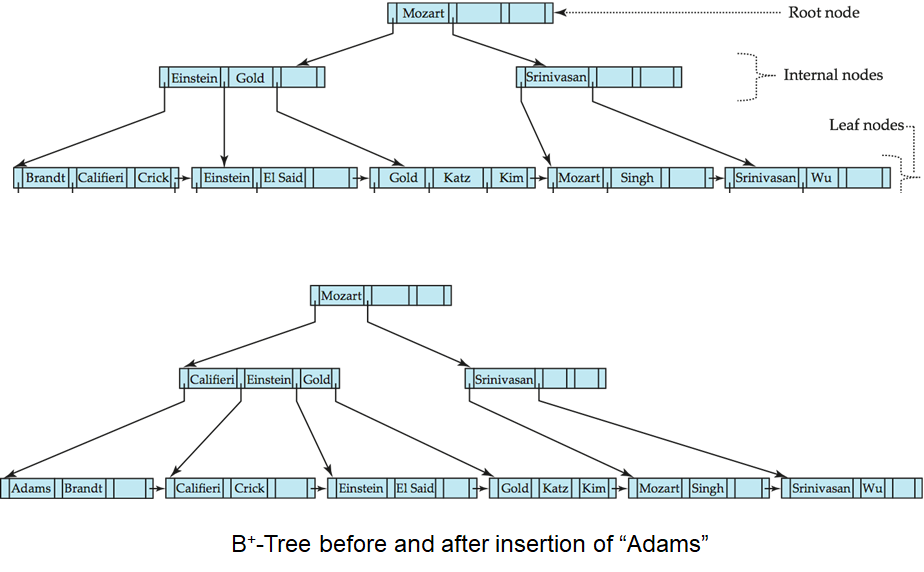 Mozart
Root node
Einstein Gold
Srinivasan
Internal nodes
Leaf nodes
Brandt Califieri Crick
Einstein El Said
Gold Katz Kim
Mozart Singh
Srinivasan Wu
Mozart
Califieri Einstein Gold
Srinivasan
Adams Brandt
Califieri Crick
Einstein El Said
Gold Katz Kim
Mozart Singh
Srinivasan Wu
B+-Tree before and after insertion of “Adams”